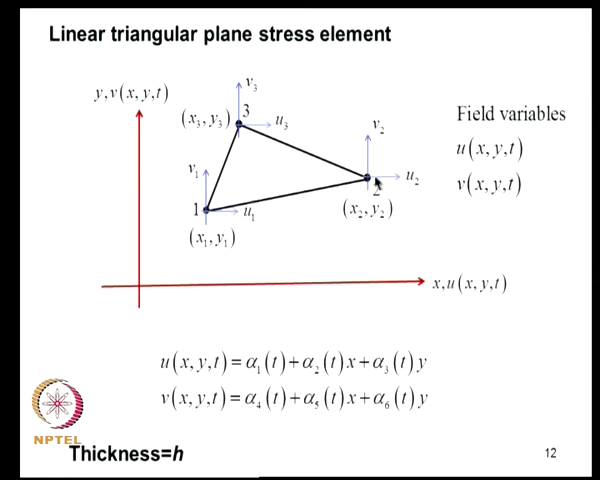 Linear triangular plane stress element
y,v(x,y,t)
v₃
3
(x₃,y₃)
u₃
v₂
v₁
u₂
2
1
u₁
(x₂,y₂)
(x₁,y₁)
Field variables
u(x,y,t)
v(x,y,t)
x,u(x,y,t)
u(x,y,t)=α₁(t)+α₂(t)x+α₃(t)y
v(x,y,t)=α₄(t)+α₅(t)x+α₆(t)y
NPTEL
Thickness=h
12